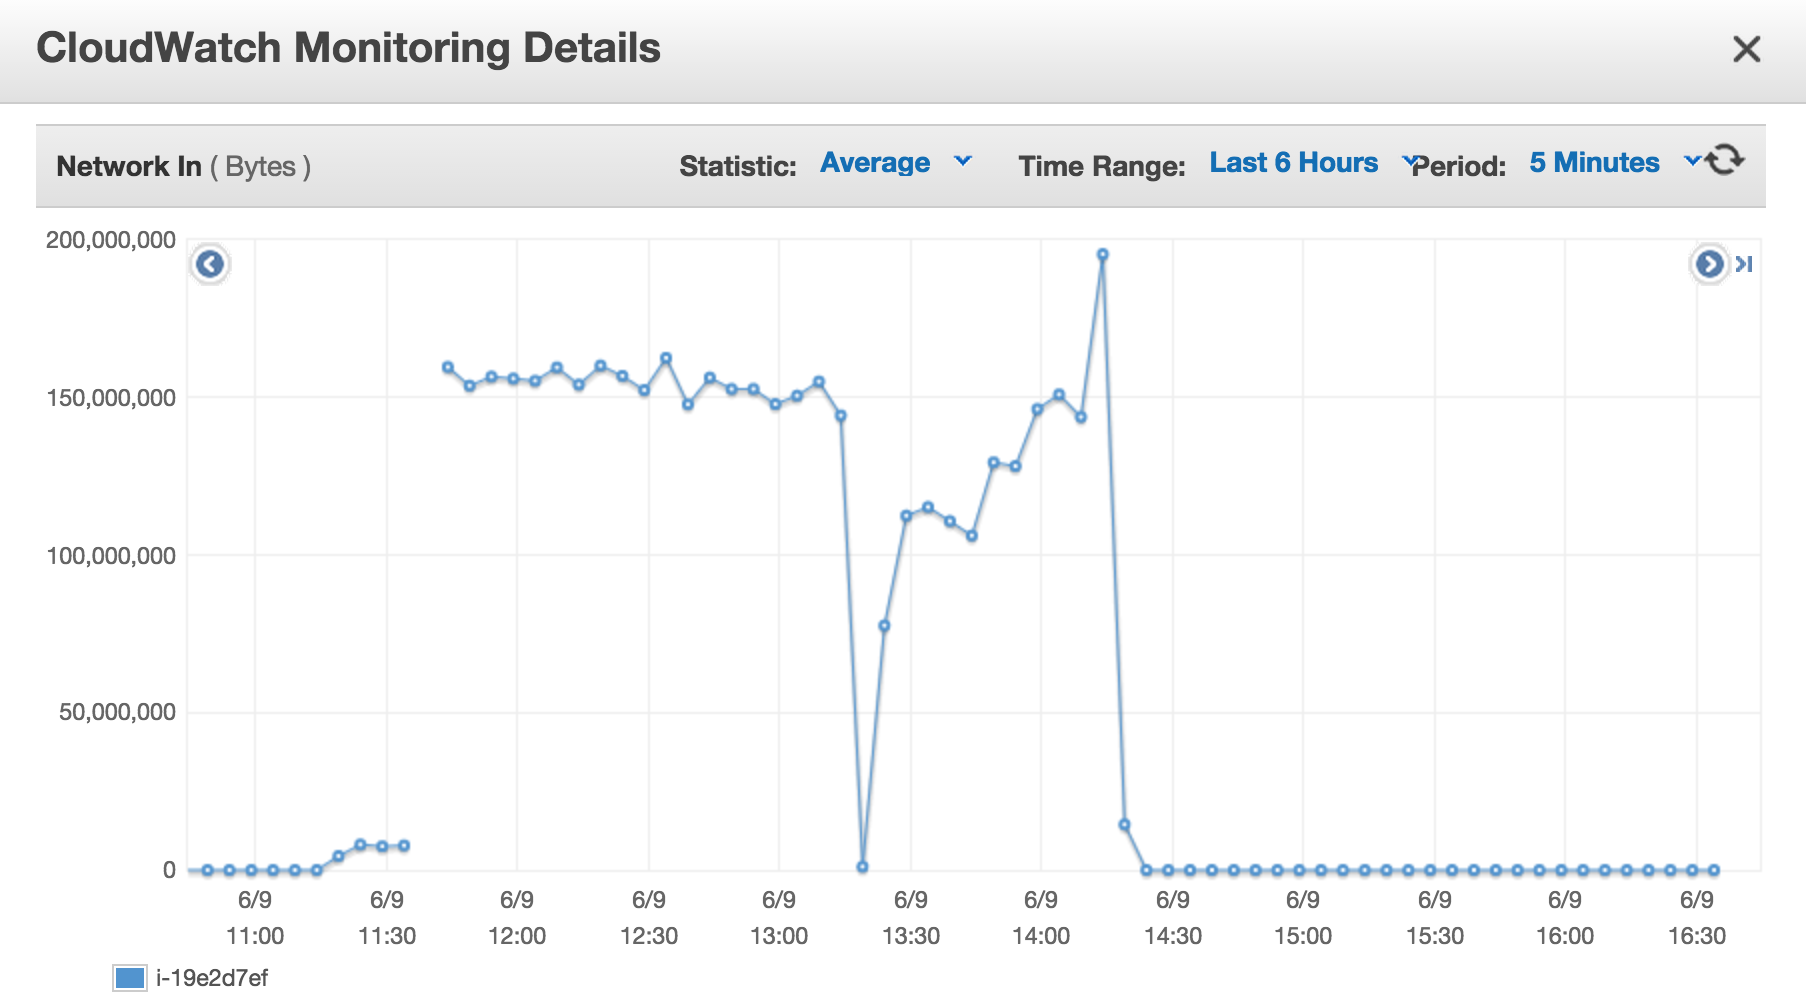 CloudWatch Monitoring Details
Network In ( Bytes ) Statistic: Average Time Range: Last 6 Hours Period: 5 Minutes
200,000,000
150,000,000
100,000,000
50,000,000
0
6/9 6/9 6/9 6/9 6/9 6/9 6/9 6/9 6/9 6/9 6/9 6/9
11:00 11:30 12:00 12:30 13:00 13:30 14:00 14:30 15:00 15:30 16:00 16:30
i-19e2d7ef